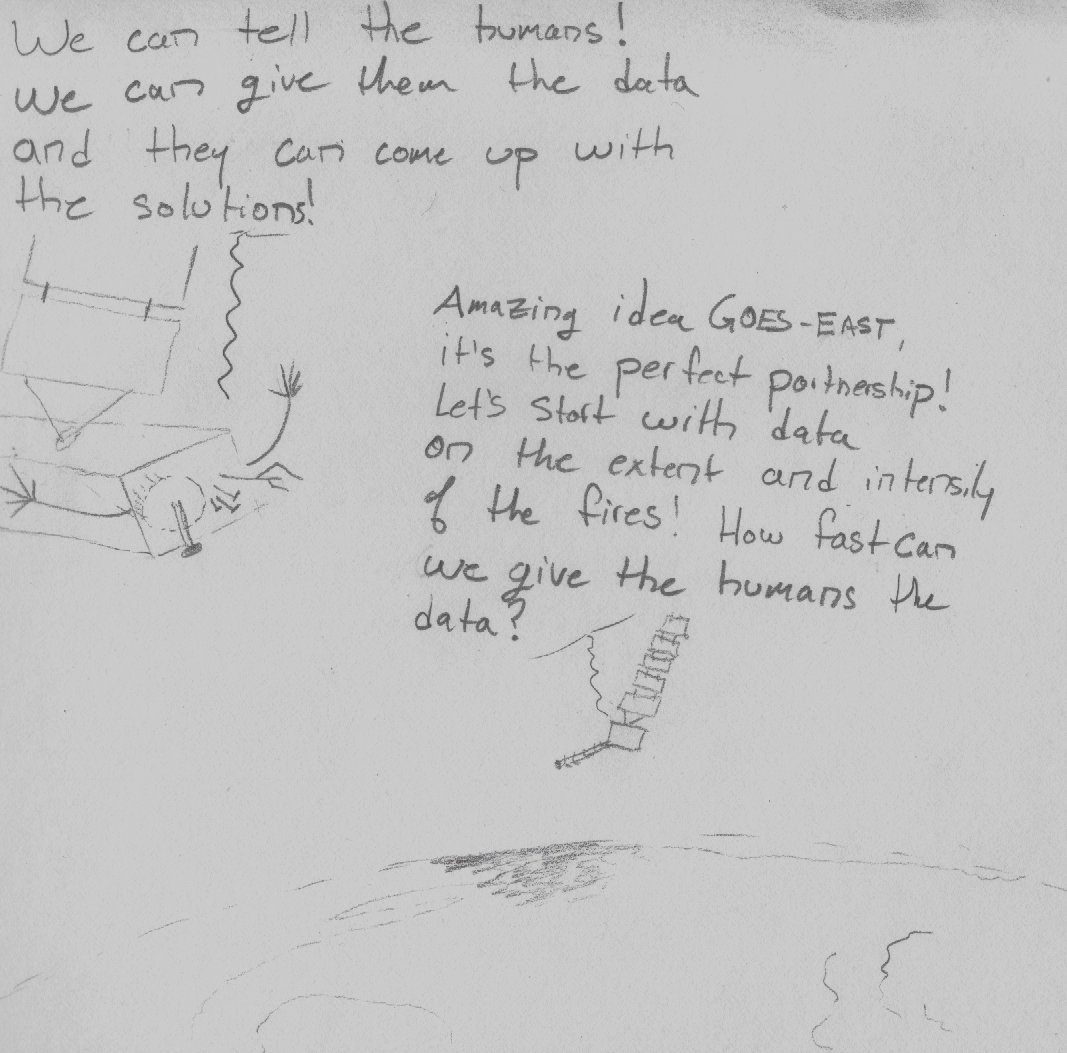 We can tell the humans!
We can give them the data
and they can come up with
the solutions!
Amazing idea GOES-EAST,
it's the perfect partnership!
Let's start with data
on the extent and intensity
of the fires! How fast can
we give the humans the
data?